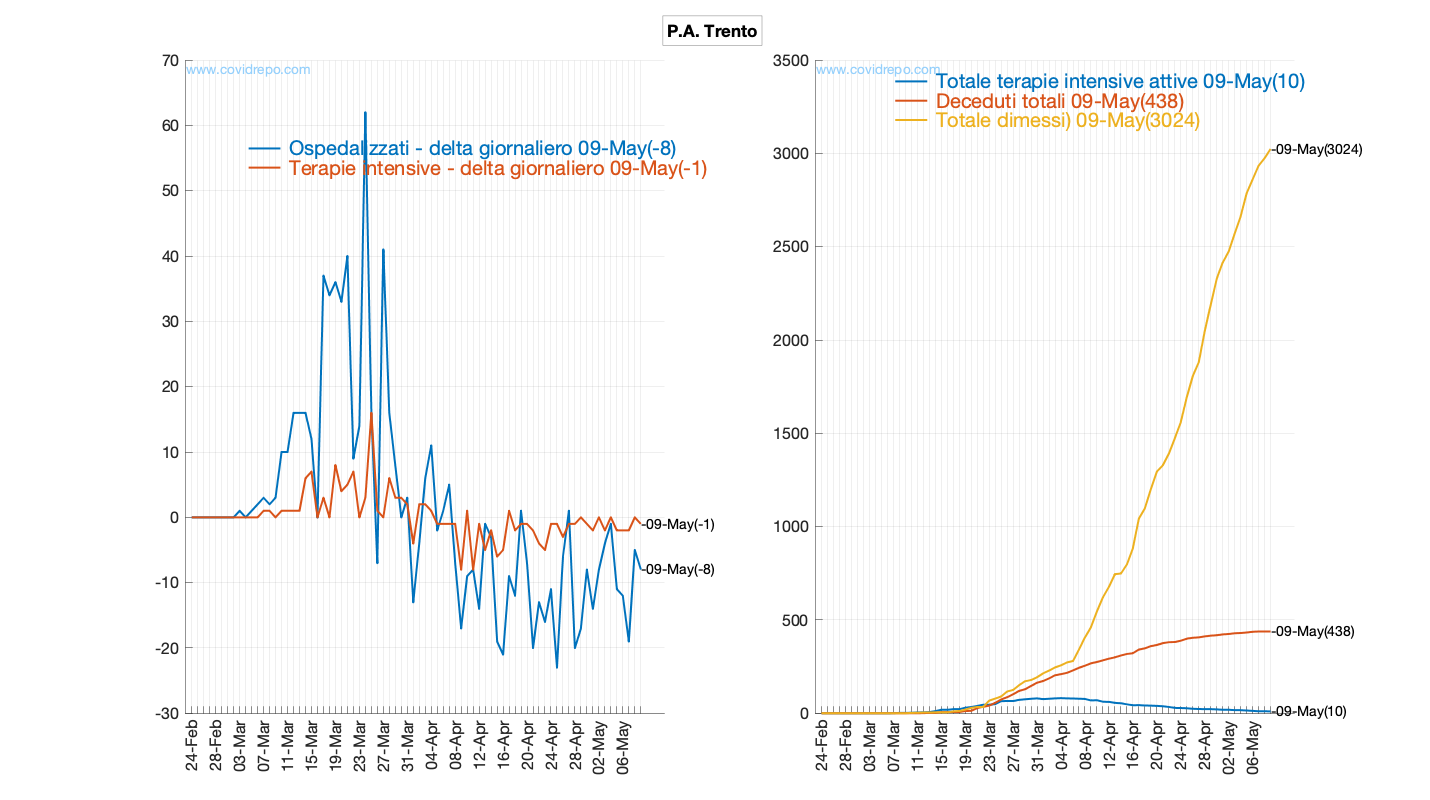 P.A. Trento
70
60
50
40
30
20
10
0
-10
-20
-30
www.covidrepo.com
Ospedalizzati - delta giornaliero 09-May(-8)
Terapie Intensive - delta giornaliero 09-May(-1)
-09-May(-1)
-09-May(-8)
24-Feb
28-Feb
03-Mar
07-Mar
11-Mar
15-Mar
19-Mar
23-Mar
27-Mar
31-Mar
04-Apr
08-Apr
12-Apr
16-Apr
20-Apr
24-Apr
28-Apr
02-May
06-May
3500
3000
2500
2000
1500
1000
500
0
www.covidrepo.com
Totale terapie intensive attive 09-May(10)
Deceduti totali 09-May(438)
Totale dimessi) 09-May(3024)
-09-May(3024)
-09-May(438)
-09-May(10)
24-Feb
28-Feb
03-Mar
07-Mar
11-Mar
15-Mar
19-Mar
23-Mar
27-Mar
31-Mar
04-Apr
08-Apr
12-Apr
16-Apr
20-Apr
24-Apr
28-Apr
02-May
06-May